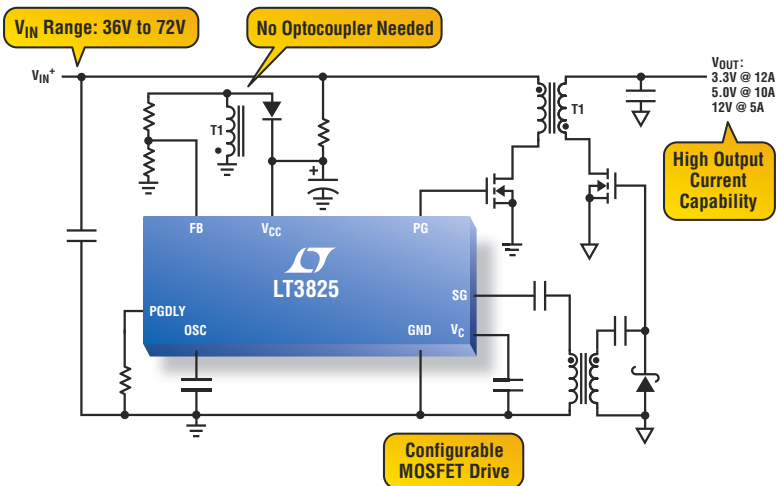 VIN Range: 36V to 72V
No Optocoupler Needed
VIN+
VOUT:
3.3V @ 12A
5.0V @ 10A
12V @ 5A
T1
T1
+
High Output
Current
Capability
FB
VCC
PG
LT3825
SG
PGDLY
OSC
GND
VC
Configurable
MOSFET Drive